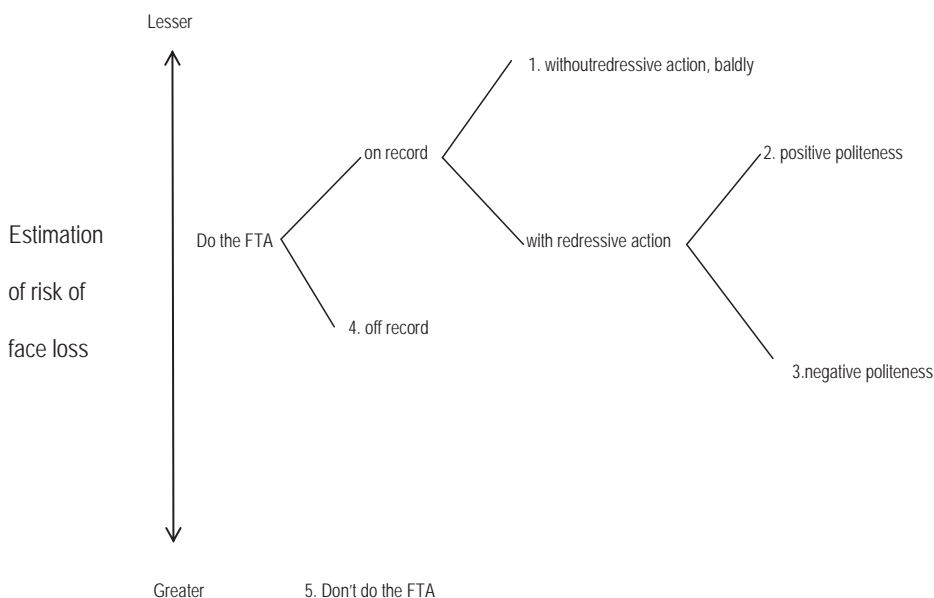 Lesser
1. withoutredressive action, baldly
on record
2. positive politeness
Estimation
of risk of
face loss
Do the FTA
with redressive action
4. off record
3.negative politeness
Greater
5. Don't do the FTA